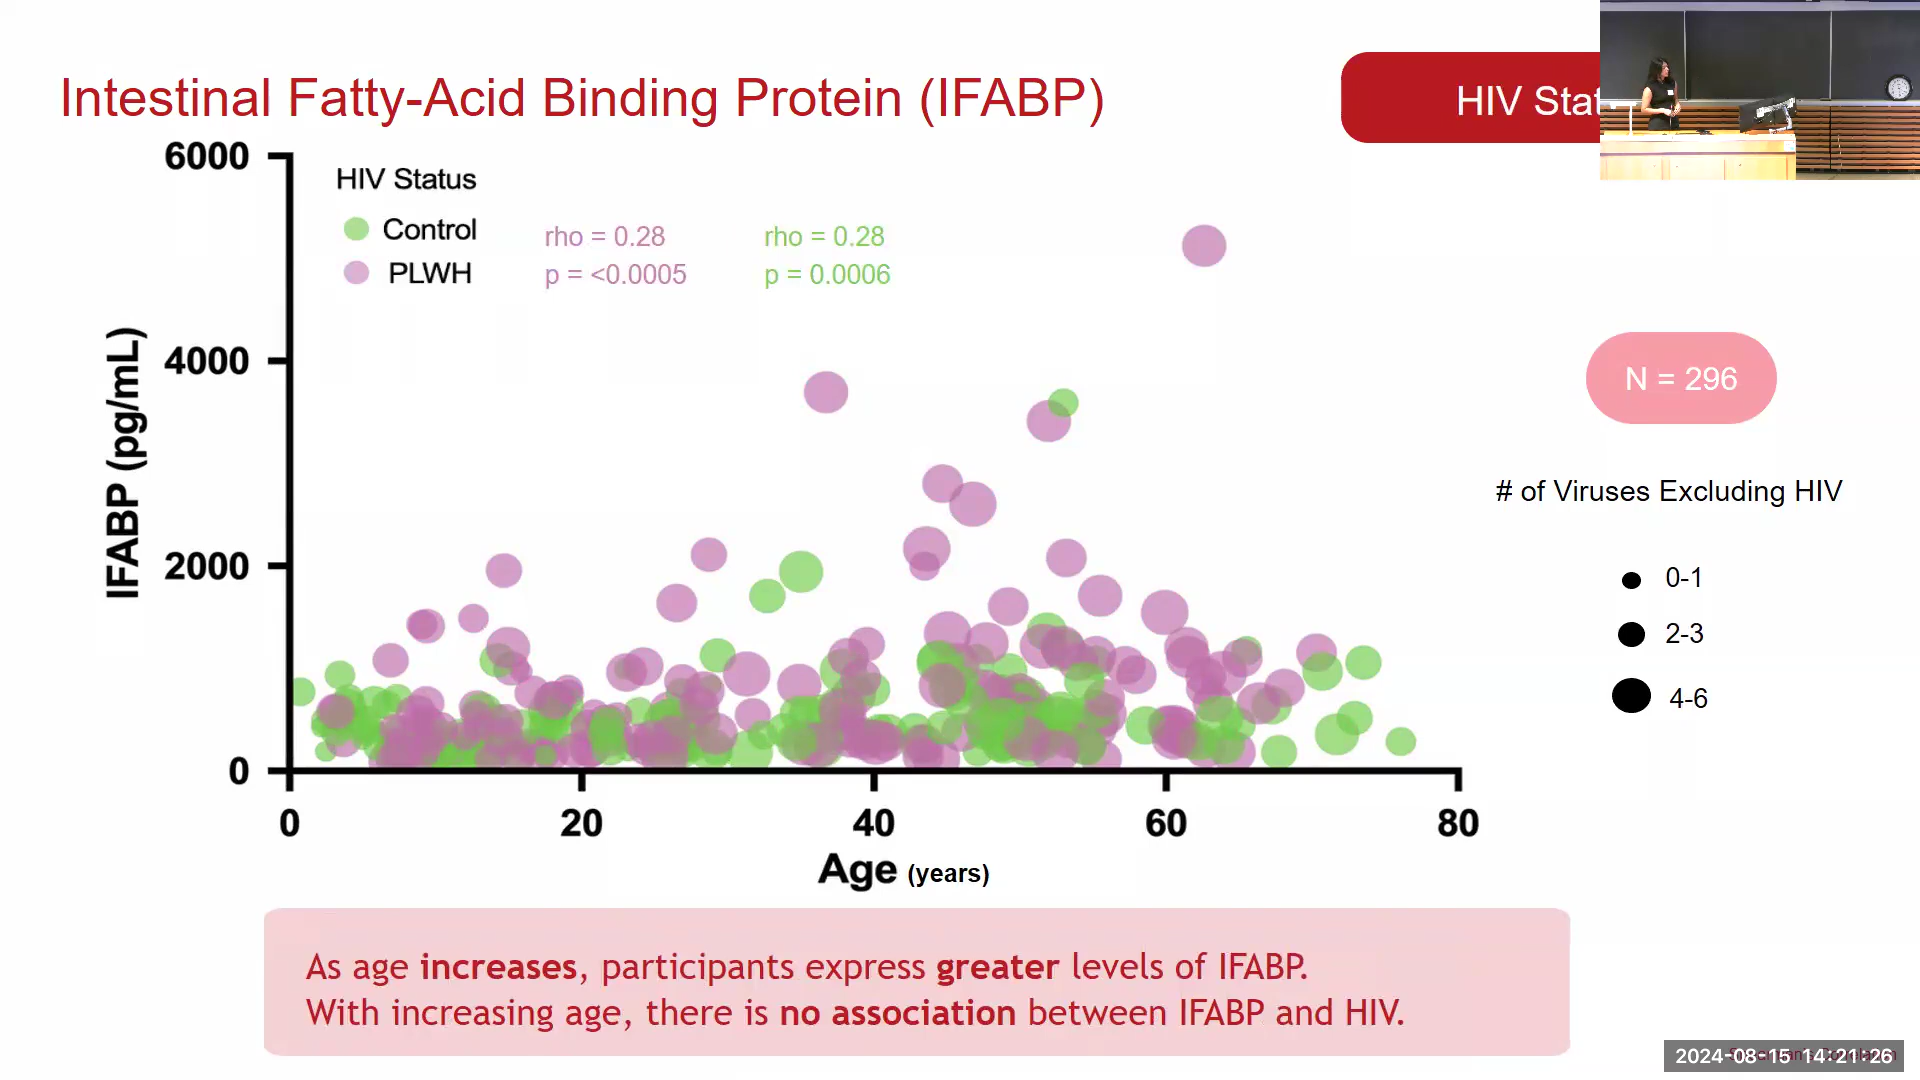 Intestinal Fatty-Acid Binding Protein (IFABP)
HIV Stat
6000
4000
2000
0
IFABP (pg/mL)
HIV Status
Control
PLWH
rho = 0.28
p = <0.0005
rho = 0.28
p = 0.0006
0
20
40
60
80
Age (years)
N = 296
# of Viruses Excluding HIV
0-1
2-3
4-6
As age increases, participants express greater levels of IFABP.
With increasing age, there is no association between IFABP and HIV.
2024-08-15 14:21:26